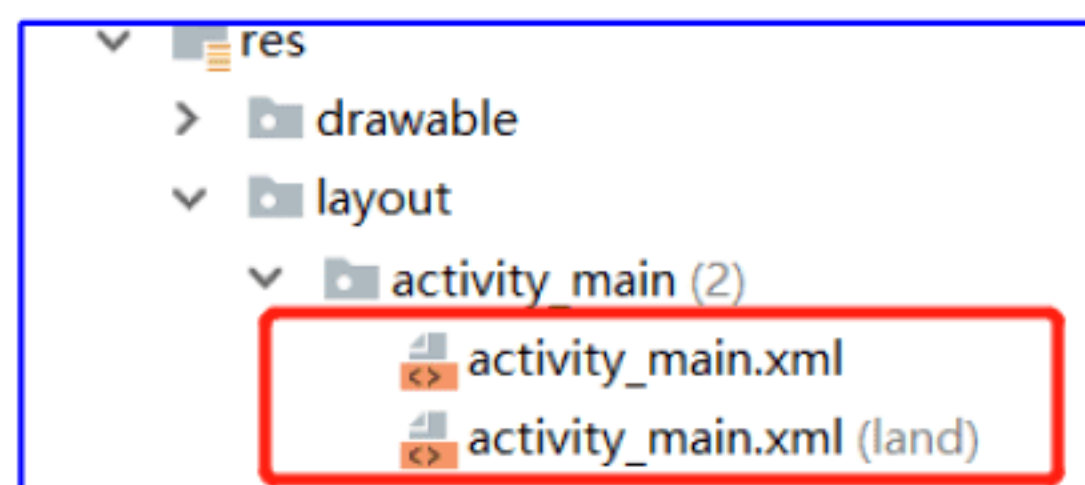 res
drawable
layout
activity_main (2)
activity_main.xml
activity_main.xml (land)